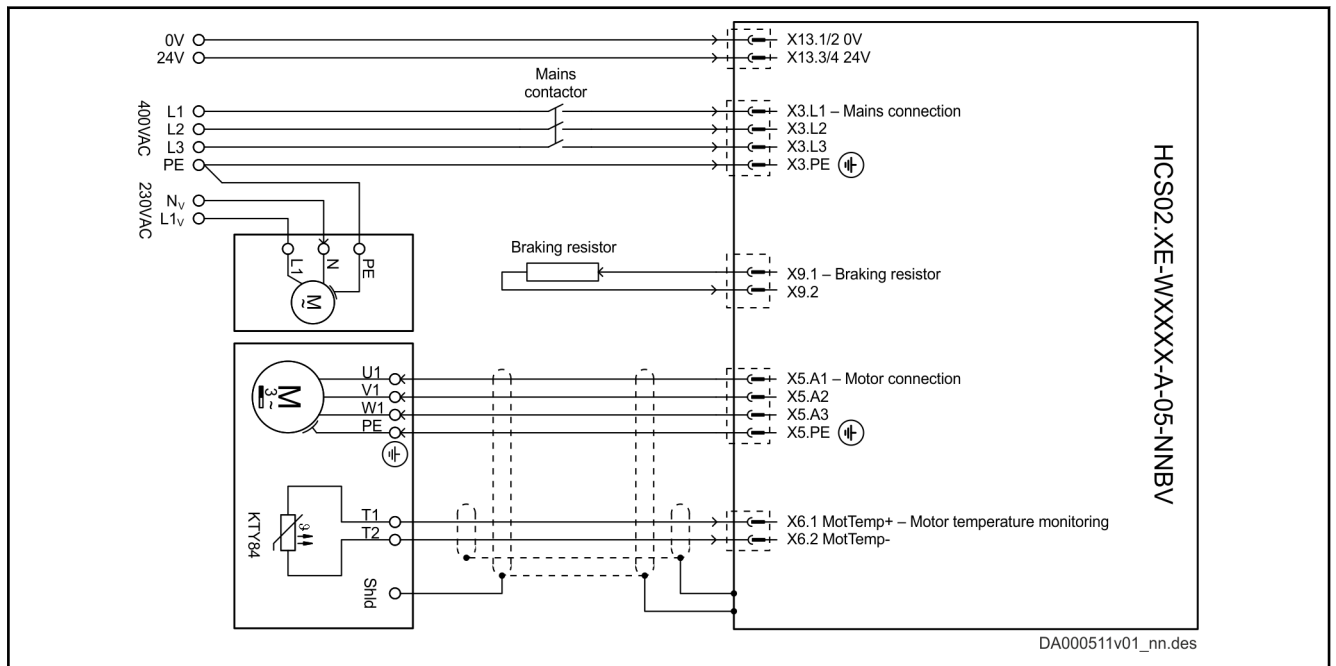 0V
24V
X13.1/2 0V
X13.3/4 24V
Mains
contactor
400VAC
L1
L2
L3
PE
X3.L1 – Mains connection
X3.L2
X3.L3
X3.PE
230VAC
Nᵥ
L1ᵥ
L1
N
PE
M
~
Braking resistor
X9.1 – Braking resistor
X9.2
HCS02.XE-WXXXX-A-05-NNBV
M
3 ~
U1
V1
W1
PE
X5.A1 – Motor connection
X5.A2
X5.A3
X5.PE
KTY84
ϑ
T1
T2
Shld
X6.1 MotTemp+ – Motor temperature monitoring
X6.2 MotTemp-
DA000511v01_nn.des